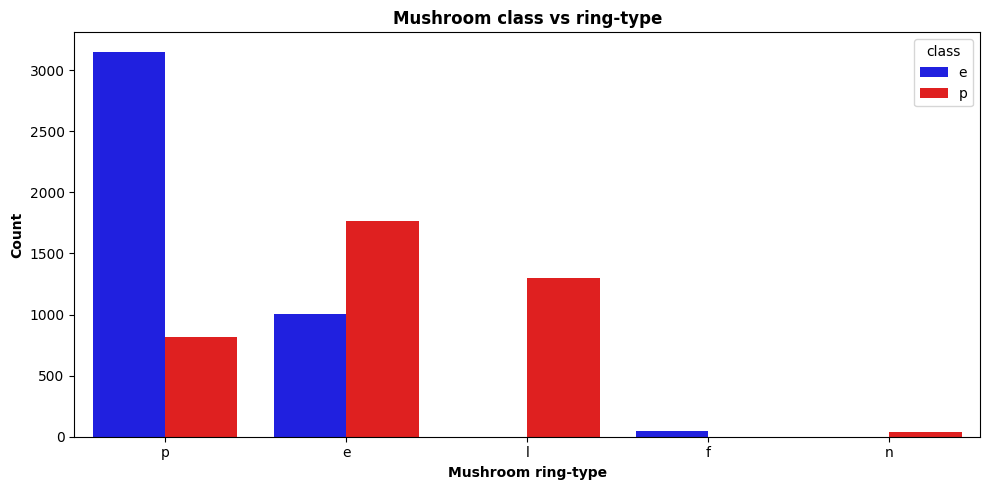 Mushroom class vs ring-type
class
e
p
3000
2500
2000
1500
1000
500
0
Count
p e l f n
Mushroom ring-type